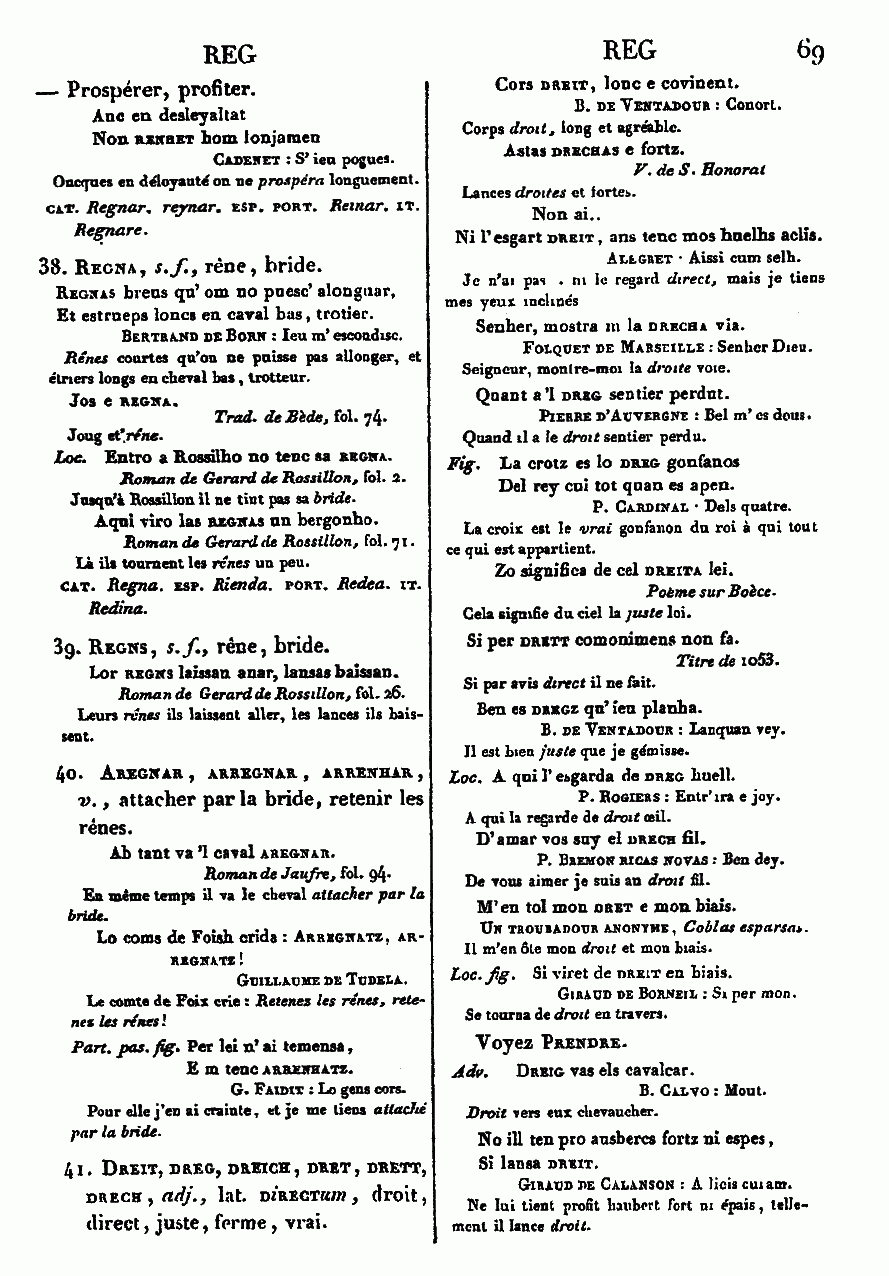 REG
— Prospérer, profiter.
Anc en desleyaltat
Non RENHET hom lonjamen
CADENET : S' ieu pogues.
Oncques en déloyauté on ne prospéra longuement.
CAT. Regnar, reynar. ESP. PORT. Reinar. IT.
Regnare.
38. REGNA, s.f., rêne, bride.
REGNAS breus qu' om no puesc' alonguar,
Et estrueps loncs en caval bas, trotier.
BERTRAND DE BORN : Ieu m' escondisc.
Rénes courtes qu'on ne puisse pas allonger, et
étriers longs en cheval bas, trotteur.
Jos e REGNA.
Trad. de Bède, fol. 74.
Joug et rêne.
Loc. Entro a Rossilho no tenc sa REGNA.
Roman de Gerard de Rossillon, fol. 2.
Jusqu'à Rossillon il ne tint pas sa bride.
Aqui viro las REGNAS un bergonho.
Roman de Gerard de Rossillon, fol. 71.
Là ils tournent les rénes un peu.
CAT. Regna. ESP. Rienda. PORT. Redea. IT.
Redina.
39. REGNS, s.f., rêne, bride.
Lor REGNS laissan anar, lansas baissan.
Roman de Gerard de Rossillon, fol. 26.
Leurs rénes ils laissent aller, les lances ils bais-
sent.
40. AREGNAR, ARREGNAR, ARRENHAR,
v., attacher par la bride, retenir les
rênes.
Ab tant va 'l caval AREGNAR.
Roman de Jaufre, fol. 94.
En même temps il va le cheval attacher par la
bride.
Lo coms de Foish crida : ARREGNATZ, AR-
REGNATZ!
GUILLAUME DE TUDELA.
Le comte de Foix crie : Retenez les rénes, rete-
nez les rénes!
Part. pas. fig. Per lei n' ai temensa,
E m tenc ARRENHATZ.
G. FAIDIT : Lo gens cors.
Pour elle j'en ai crainte, et je me tiens attaché
par la bride.
41. DREIT, DREG, DREICH, DRET, DRETT,
DRECH, adj., lat. DIRECTum, droit,
direct, juste, ferme, vrai.
REG 69
Cors DREIT, lonc e covinent.
B. DE VENTADOUR : Conort.
Corps droit, long et agréable.
Astas DRECHAS e fortz.
V. de S. Honorat
Lances droites et fortes.
Non ai..
Ni l'esgart DREIT, ans tenc mos huelhs aclis.
ALLGRET · Aissi cum selh.
Je n'ai pas . ni le regard direct, mais je tiens
mes yeux inclinés
Senher, mostra m la DRECHA via.
FOLQUET DE MARSEILLE : Senher Dieu.
Seigneur, montre-moi la droite voie.
Quant a 'l DREG sentier perdut.
PIERRE D'AUVERGNE : Bel m' es dous.
Quand il a le droit sentier perdu.
Fig. La crotz es lo DREG gonfanos
Del rey cui tot quan es apen.
P. CARDINAL · Dels quatre.
La croix est le vrai gonfanon du roi à qui tout
ce qui est appartient.
Zo significa de cel DREITA lei.
Poème sur Boèce.
Cela signifie du ciel la juste loi.
Si per DRETT comonimens non fa.
Titre de 1053.
Si par avis direct il ne fait.
Ben es DREGZ qu' ieu planha.
B. DE VENTADOUR : Lanquan vey.
Il est bien juste que je gémisse.
Loc. A qui l' esgarda de DREG huell.
P. ROGIERS : Entr' ira e joy.
A qui la regarde de droit œil.
D'amar vos suy el DRECH fil.
P. BREMON RICAS NOVAS : Ben dey.
De vous aimer je suis au droit fil.
M'en tol mon DRET e mon biais.
UN TROUBADOUR ANONYME, Coblas esparsas.
Il m'en ôte mon droit et mon biais.
Loc. fig. Si viret de DREIT en biais.
GIRAUD DE BORNEIL : Si per mon.
Se tourna de droit en travers.
Voyez PRENDRE.
Adv. DREIG vas els cavalcar.
B. CALVO : Mout.
Droit vers eux chevaucher.
No ill ten pro ausbercs fortz ni espes,
Si lansa DREIT.
GIRAUD DE CALANSON : A lieis cui am.
Ne lui tient profit haubert fort ni épais, telle-
ment il lance droit.